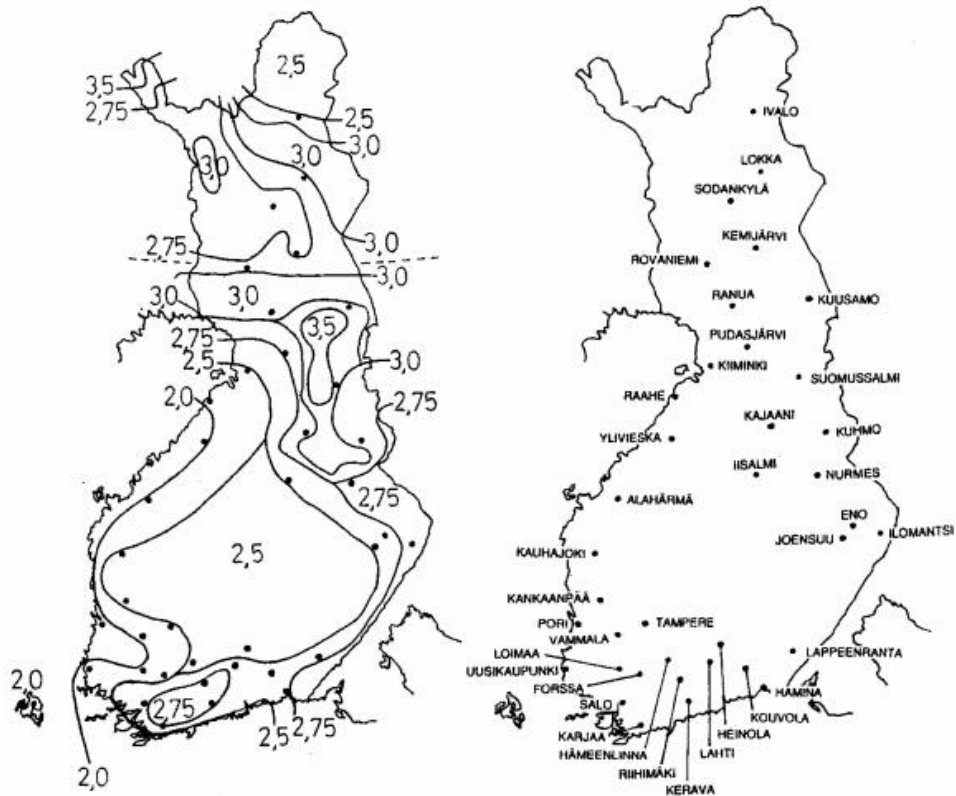 2,5
3,5
2,75
2,5
3,0
3,0
3,0
2,75
3,0
3,0
3,0
3,0
3,5
2,75
2,5
3,0
2,0
2,75
2,75
2,5
2,0
2,75
2,5
2,75
2,0
IVALO
LOKKA
SODANKYLÄ
KEMIJÄRVI
ROVANIEMI
RANUA
KUUSAMO
PUDASJÄRVI
KIIMINKI
SUOMUSSALMI
RAAHE
KAJAANI
YLIVIESKA
KUHMO
IISALMI
NURMES
ALAHÄRMÄ
ENO
JOENSUU
ILOMANTSI
KAUHAJOKI
KANKAANPÄÄ
PORI
TAMPERE
VAMMALA
LOIMAA
LAPPEENRANTA
UUSIKAUPUNKI
FORSSA
HAMINA
SALO
KOUVOLA
KARJAA
HEINOLA
HÄMEENLINNA
LAHTI
RIIHIMÄKI
KERAVA